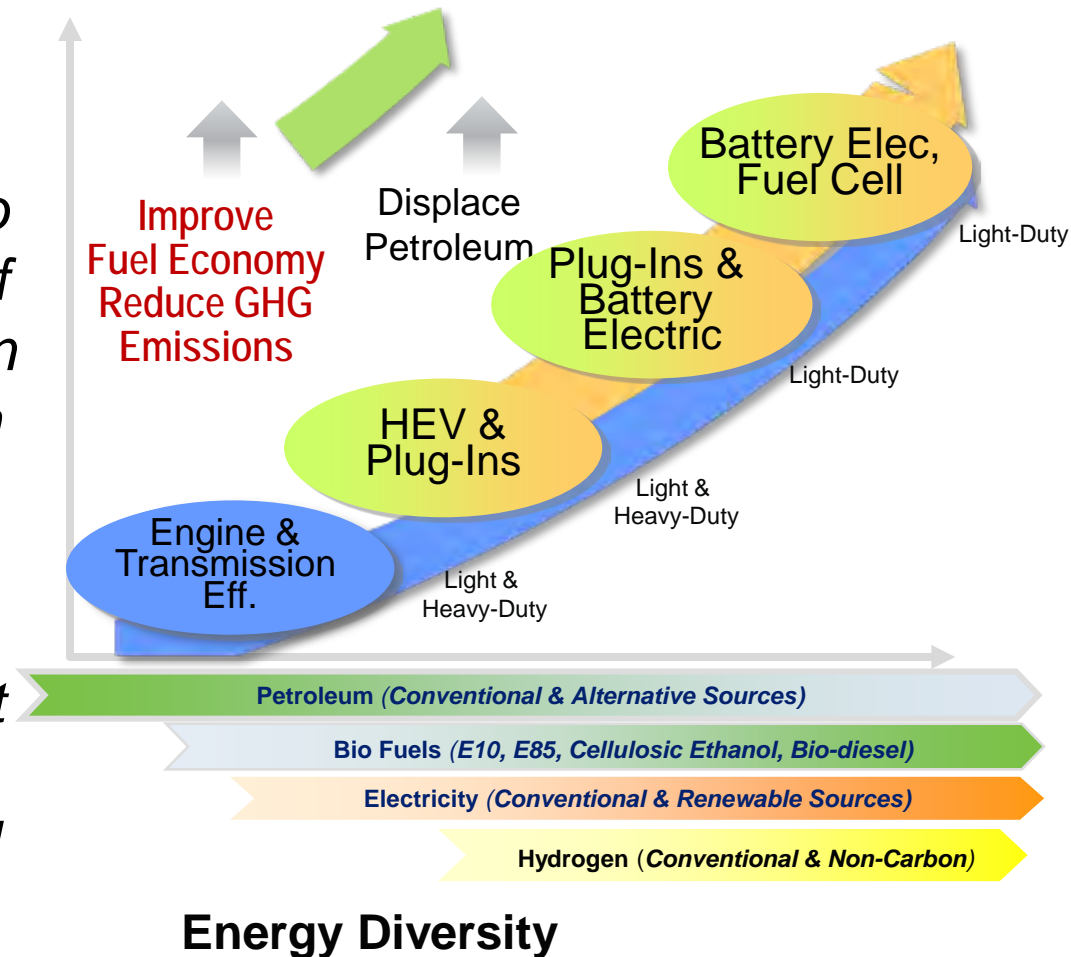 Improve
Fuel Economy
Reduce GHG
Emissions
Displace
Petroleum
Battery Elec,
Fuel Cell
Light-Duty
Plug-Ins &
Battery
Electric
Light-Duty
HEV &
Plug-Ins
Light &
Heavy-Duty
Engine &
Transmission
Eff.
Light &
Heavy-Duty
Petroleum (Conventional & Alternative Sources)
Bio Fuels (E10, E85, Cellulosic Ethanol, Bio-diesel)
Electricity (Conventional & Renewable Sources)
Hydrogen (Conventional & Non-Carbon)
Energy Diversity